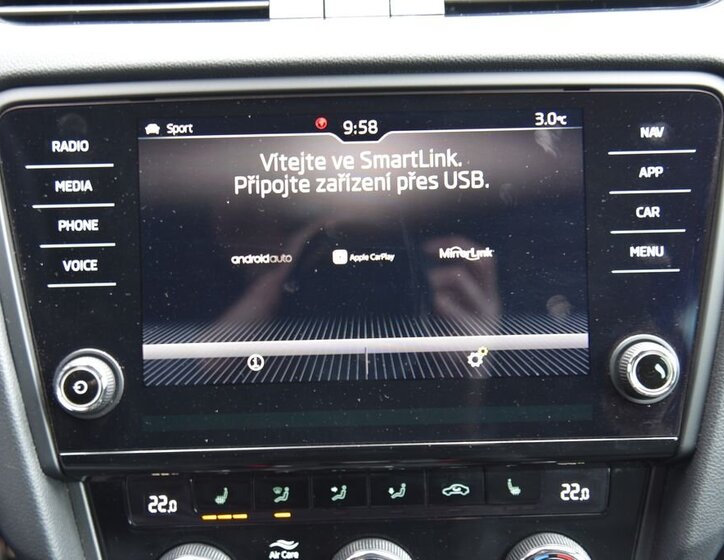 Sport 9:58 3.0°C
RADIO
MEDIA
PHONE
VOICE
Vítejte ve SmartLink.
Připojte zařízení přes USB.
androidauto Apple CarPlay MirrorLink
NAV
APP
CAR
MENU
22.0 22.0
Air Care